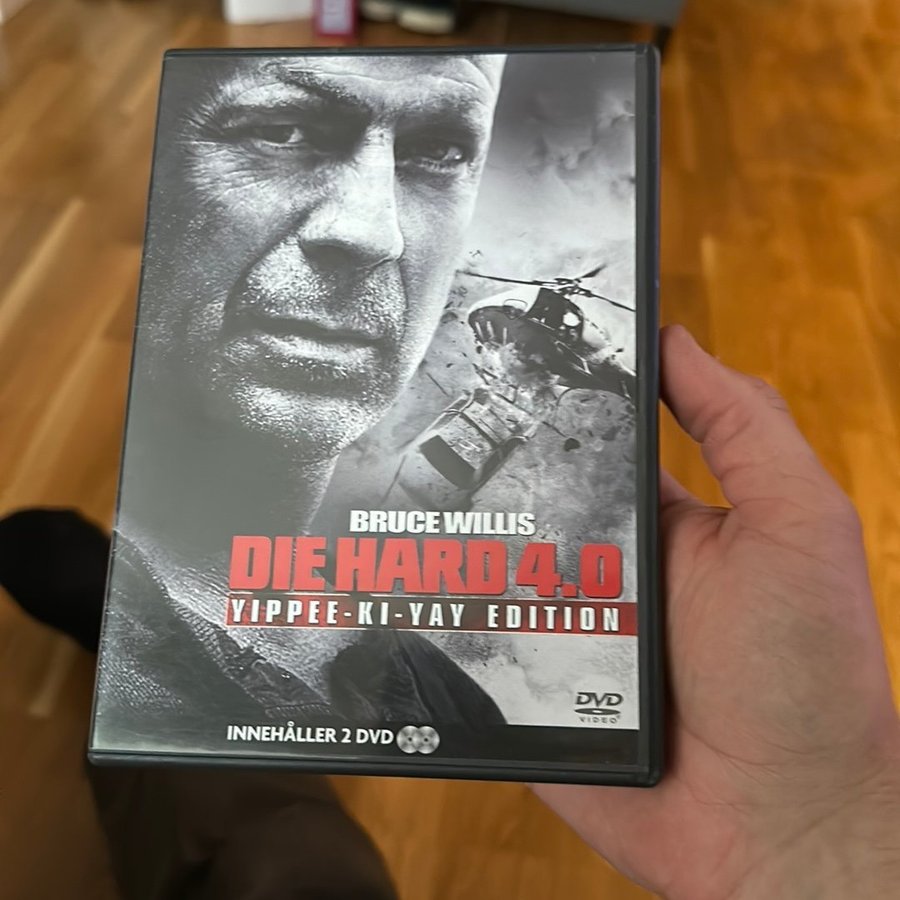 BRUCE WILLIS
DIE HARD 4.0
YIPPEE-KI-YAY EDITION
DVD
VIDEO
INNEHÅLLER 2 DVD